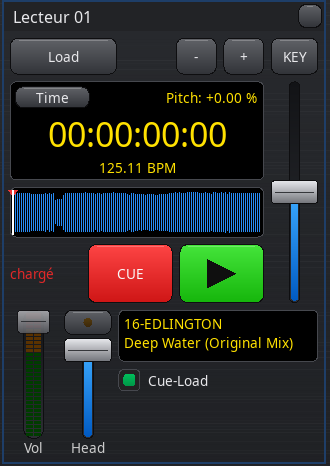 Lecteur 01
Load
-
+
KEY
Time
Pitch: +0.00 %
00:00:00:00
125.11 BPM
chargé
CUE
16-EDLINGTON
Deep Water (Original Mix)
Cue-Load
Vol
Head